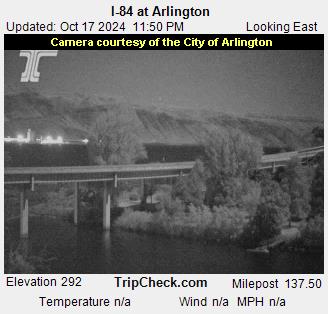 I-84 at Arlington
Updated: Oct 17 2024 11:50 PM Looking East
Camera courtesy of the City of Arlington
Elevation 292 TripCheck.com Milepost 137.50
Temperature n/a Wind n/a MPH n/a